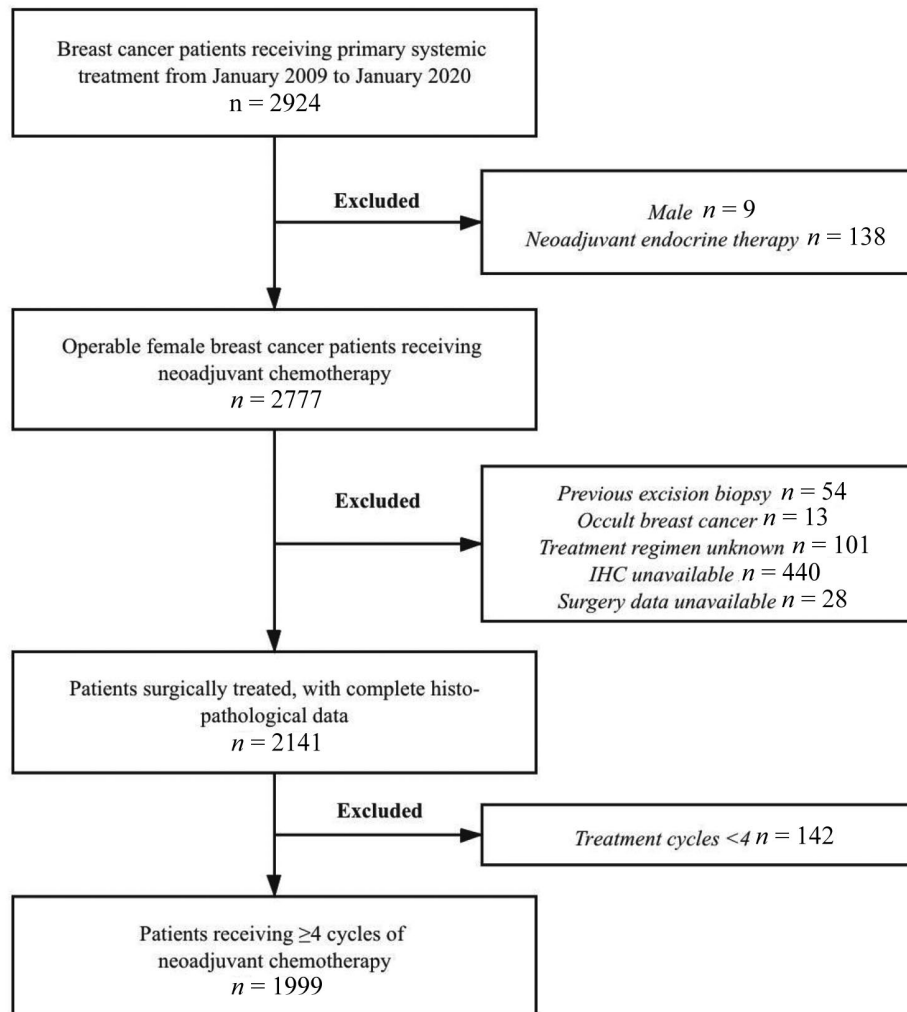 Breast cancer patients receiving primary systemic
treatment from January 2009 to January 2020
n = 2924
Excluded
Male n = 9
Neoadjuvant endocrine therapy n = 138
Operable female breast cancer patients receiving
neoadjuvant chemotherapy
n = 2777
Excluded
Previous excision biopsy n = 54
Occult breast cancer n = 13
Treatment regimen unknown n = 101
IHC unavailable n = 440
Surgery data unavailable n = 28
Patients surgically treated, with complete histo-
pathological data
n = 2141
Excluded
Treatment cycles <4 n = 142
Patients receiving ≥4 cycles of
neoadjuvant chemotherapy
n = 1999